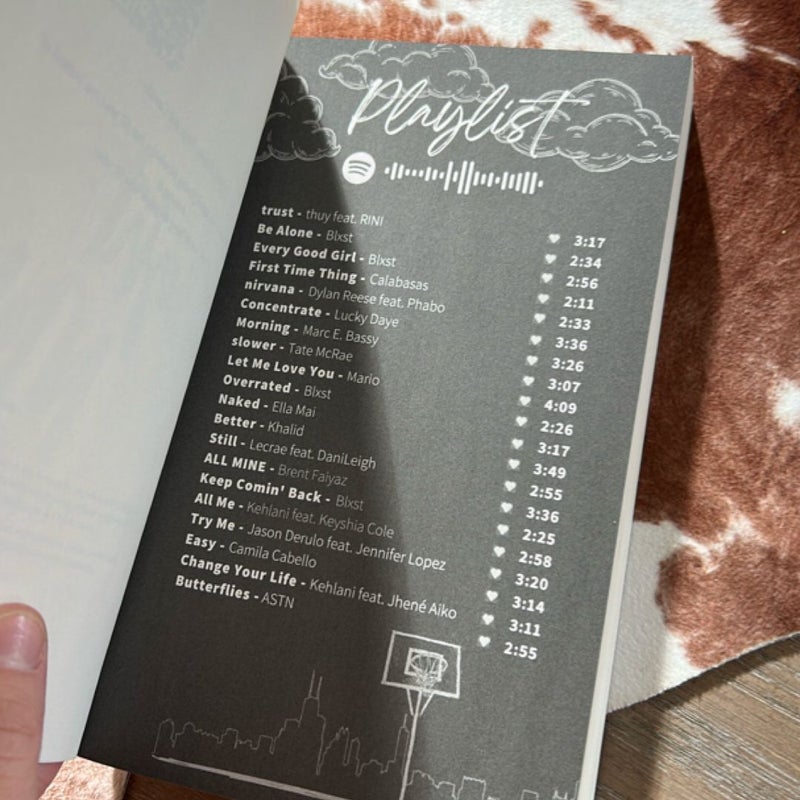 Playlist
trust - thuy feat. RINI ♥ 3:17
Be Alone - Blxst ♥ 2:34
Every Good Girl - Blxst ♥ 2:56
First Time Thing - Calabasas ♥ 2:11
nirvana - Dylan Reese feat. Phabo ♥ 2:33
Concentrate - Lucky Daye ♥ 3:36
Morning - Marc E. Bassy ♥ 3:26
slower - Tate McRae ♥ 3:07
Let Me Love You - Mario ♥ 4:09
Overrated - Blxst ♥ 2:26
Naked - Ella Mai ♥ 3:17
Better - Khalid ♥ 3:49
Still - Lecrae feat. DaniLeigh ♥ 2:55
ALL MINE - Brent Faiyaz ♥ 3:36
Keep Comin' Back - Blxst ♥ 2:25
All Me - Kehlani feat. Keyshia Cole ♥ 2:58
Try Me - Jason Derulo feat. Jennifer Lopez ♥ 3:20
Easy - Camila Cabello ♥ 3:14
Change Your Life - Kehlani feat. Jhené Aiko ♥ 3:11
Butterflies - ASTN ♥ 2:55